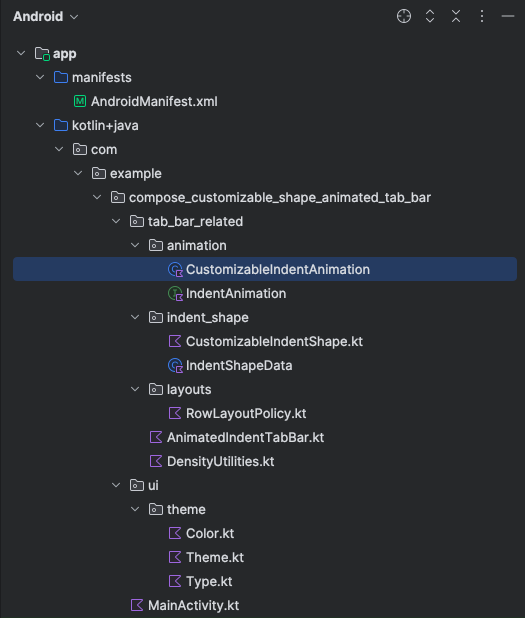 Android
app
manifests
AndroidManifest.xml
kotlin+java
com
example
compose_customizable_shape_animated_tab_bar
tab_bar_related
animation
CustomizableIndentAnimation
IndentAnimation
indent_shape
CustomizableIndentShape.kt
IndentShapeData
layouts
RowLayoutPolicy.kt
AnimatedIndentTabBar.kt
DensityUtilities.kt
ui
theme
Color.kt
Theme.kt
Type.kt
MainActivity.kt